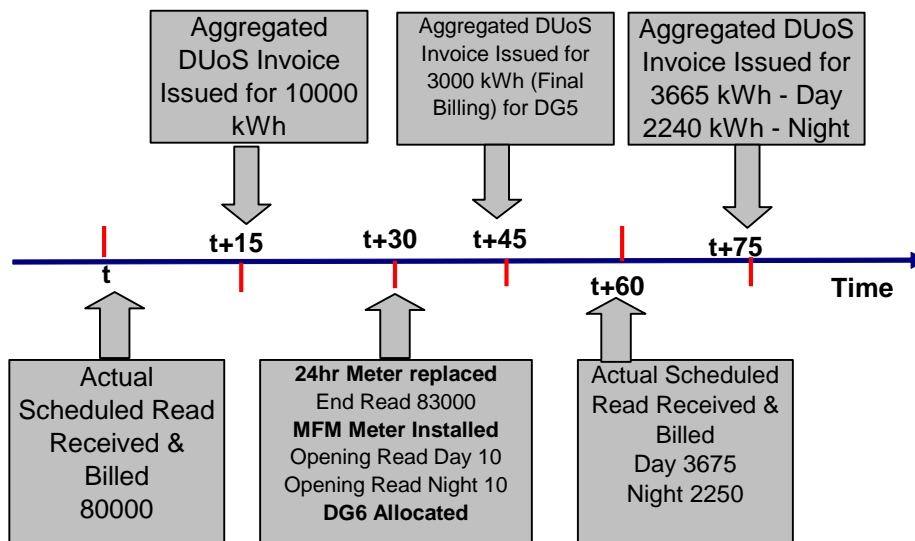 Aggregated
DUoS Invoice
Issued for 10000
kWh
Aggregated DUoS
Invoice Issued for
3000 kWh (Final
Billing) for DG5
Aggregated DUoS
Invoice Issued for
3665 kWh - Day
2240 kWh - Night
t
t+15
t+30
t+45
t+60
t+75
Time
Actual
Scheduled Read
Received &
Billed
80000
24hr Meter replaced
End Read 83000
MFM Meter Installed
Opening Read Day 10
Opening Read Night 10
DG6 Allocated
Actual Scheduled
Read Received &
Billed
Day 3675
Night 2250